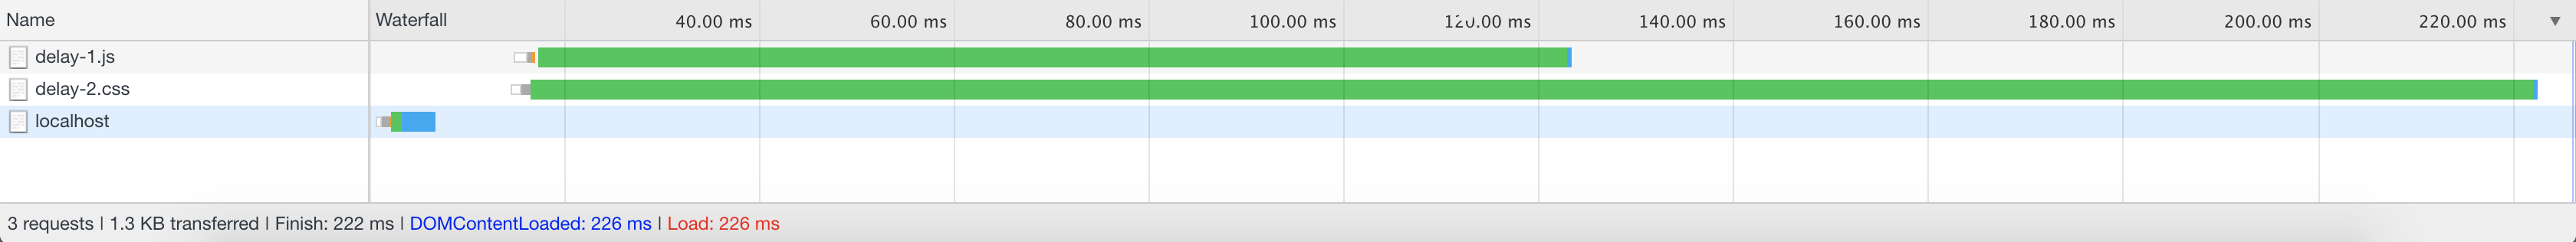 Name Waterfall 40.00 ms 60.00 ms 80.00 ms 100.00 ms 120.00 ms 140.00 ms 160.00 ms 180.00 ms 200.00 ms 220.00 ms ▼
delay-1.js
delay-2.css
localhost
3 requests | 1.3 KB transferred | Finish: 222 ms | DOMContentLoaded: 226 ms | Load: 226 ms